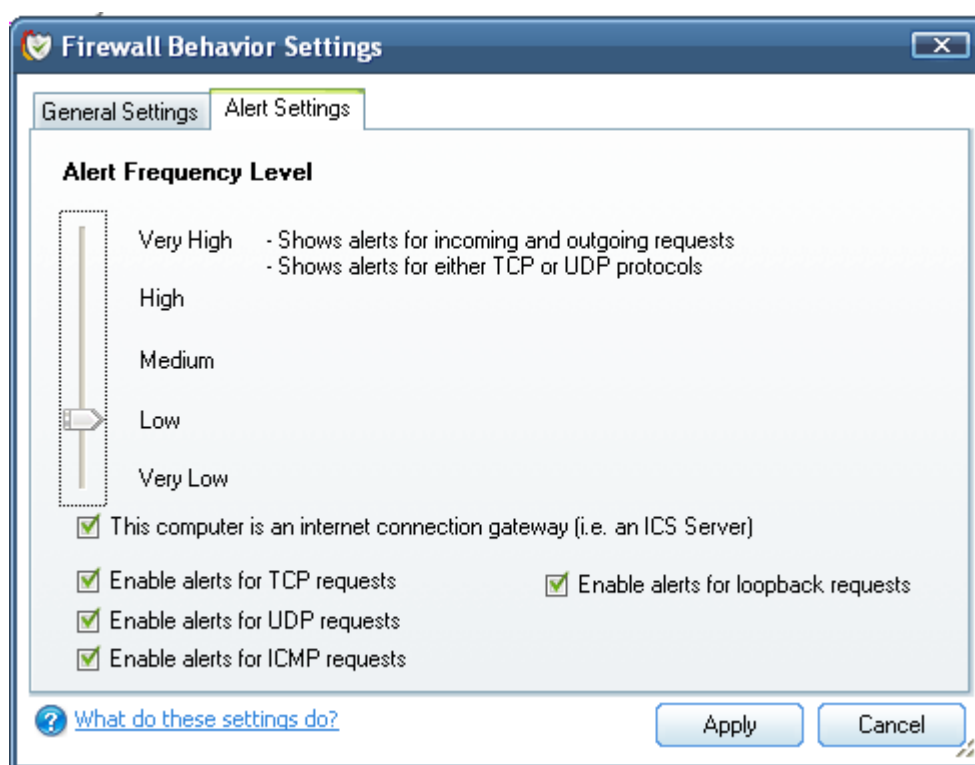 Firewall Behavior Settings
General Settings
Alert Settings
Alert Frequency Level
Very High - Shows alerts for incoming and outgoing requests
- Shows alerts for either TCP or UDP protocols
High
Medium
Low
Very Low
This computer is an internet connection gateway (i.e. an ICS Server)
Enable alerts for TCP requests
Enable alerts for loopback requests
Enable alerts for UDP requests
Enable alerts for ICMP requests
What do these settings do?
Apply
Cancel